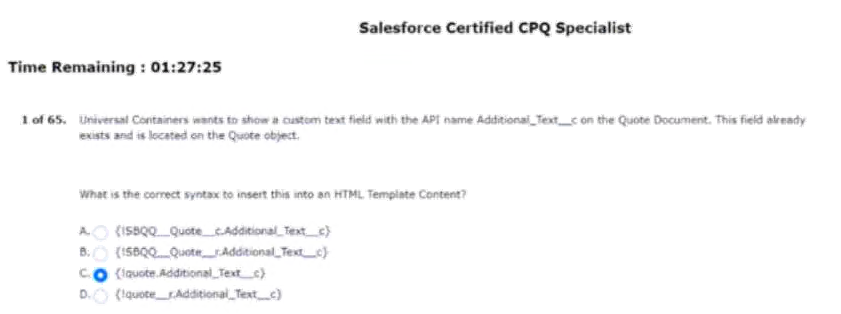 Salesforce Certified CPQ Specialist
Time Remaining : 01:27:25
1 of 65. Universal Containers wants to show a custom text field with the API name Additional_Text__c on the Quote Document. This field already
exists and is located on the Quote object.
What is the correct syntax to insert this into an HTML Template Content?
A. {!SBQQ__Quote__c.Additional_Text__c}
B. {!SBQQ__Quote__r.Additional_Text__c}
C. {!quote.Additional_Text__c}
D. {!quote__r.Additional_Text__c}